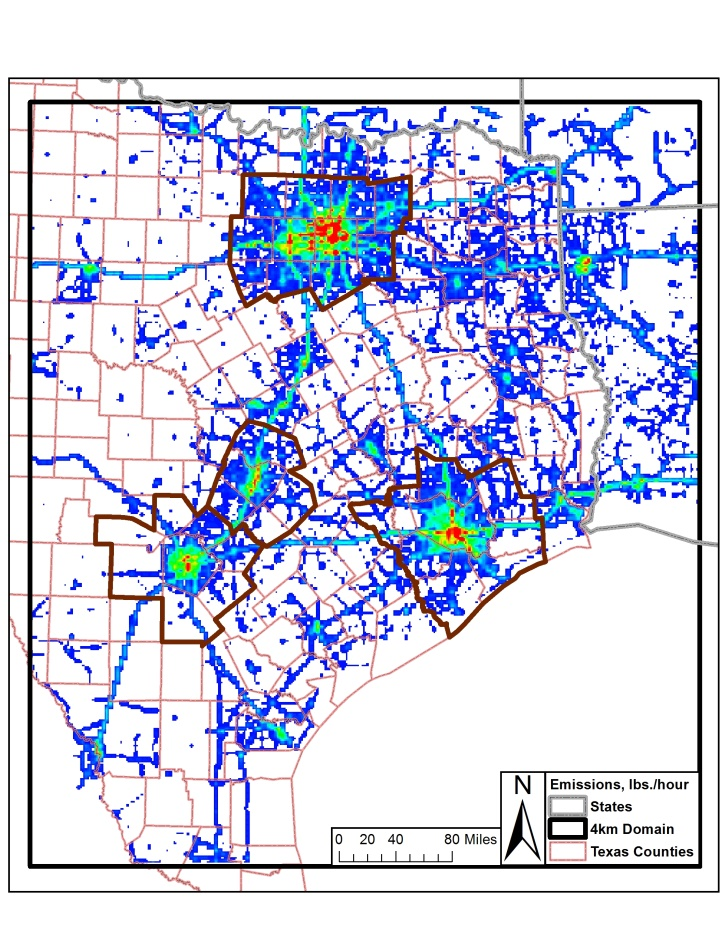 N
0 20 40 80 Miles
Emissions, lbs./hour
States
4km Domain
Texas Counties